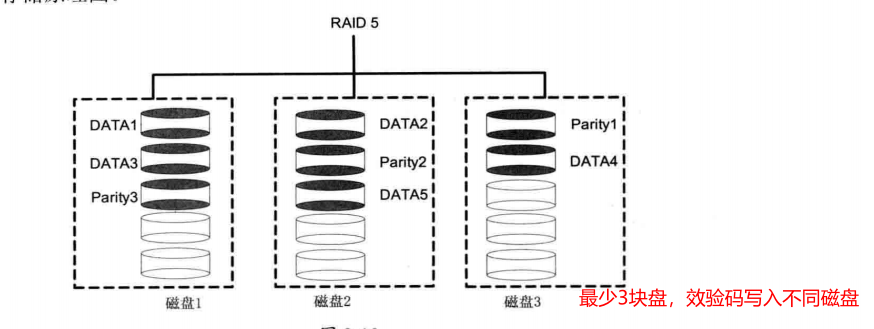 RAID 5
DATA1
DATA3
Parity3
DATA2
Parity2
DATA5
Parity1
DATA4
磁盘1
磁盘2
磁盘3
最少3块盘，效验码写入不同磁盘